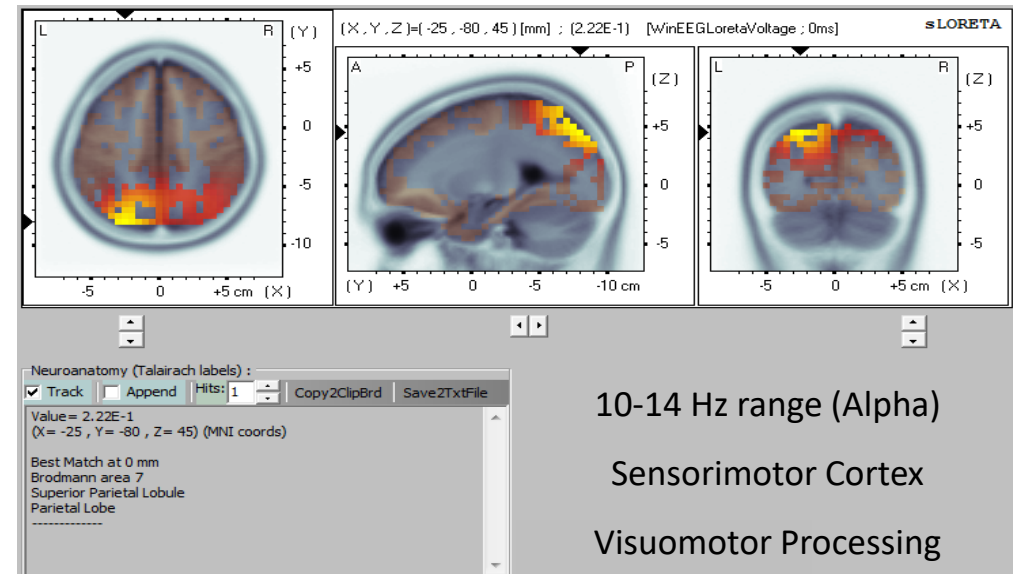 (X , Y , Z )=( -25 , -80 , 45 ) [mm] ; (2.22E-1) [WinEEGLoretaVoltage ; 0ms] sLORETA
L R (Y)
+5
0
-5
-10
-5 0 +5 cm (X)
A P (Z)
+5
0
-5
(Y) +5 0 -5 -10 cm
L R (Z)
+5
0
-5
-5 0 +5 cm (X)
Neuroanatomy (Talairach labels) :
Track Append Hits: 1 Copy2ClipBrd Save2TxtFile
Value= 2.22E-1
(X= -25 , Y= -80 , Z= 45) (MNI coords)
Best Match at 0 mm
Brodmann area 7
Superior Parietal Lobule
Parietal Lobe
-------------
10-14 Hz range (Alpha)
Sensorimotor Cortex
Visuomotor Processing